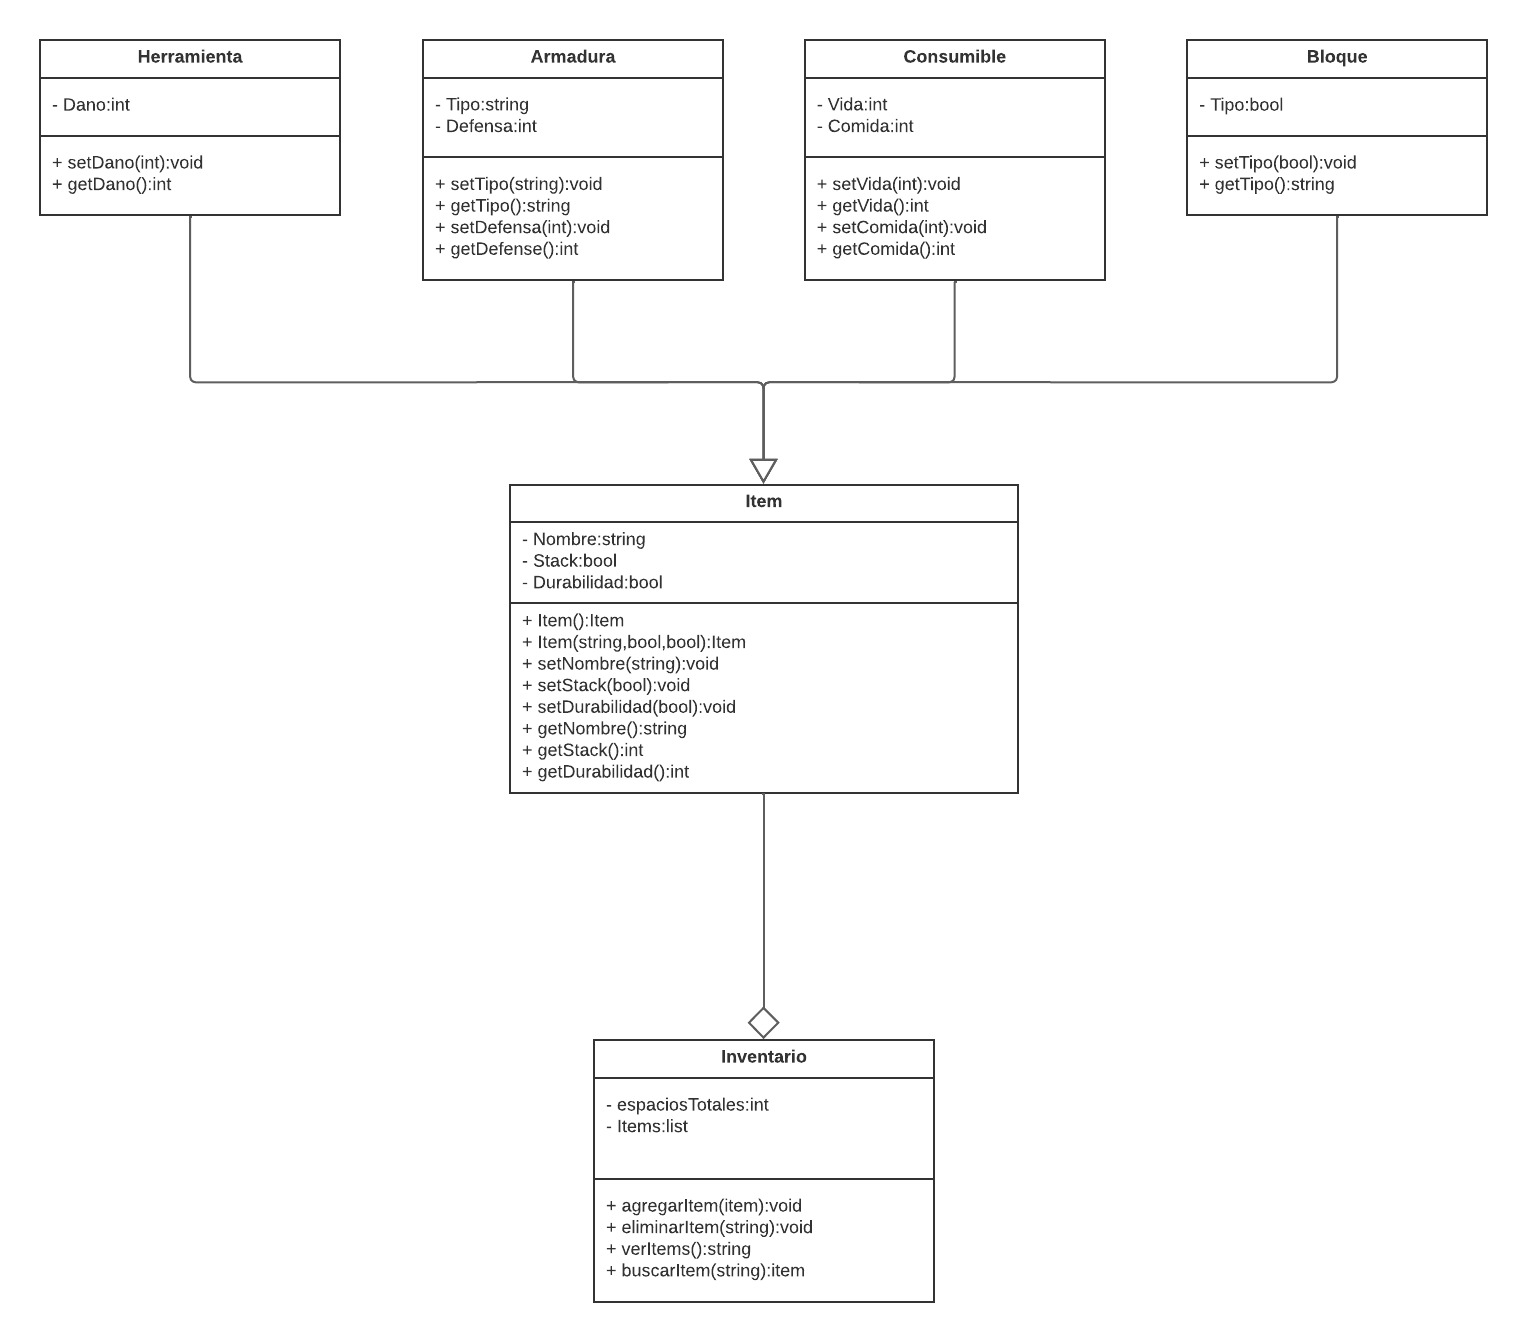 Herramienta
- Dano:int
+ setDano(int):void
+ getDano():int
Armadura
- Tipo:string
- Defensa:int
+ setTipo(string):void
+ getTipo():string
+ setDefensa(int):void
+ getDefense():int
Consumible
- Vida:int
- Comida:int
+ setVida(int):void
+ getVida():int
+ setComida(int):void
+ getComida():int
Bloque
- Tipo:bool
+ setTipo(bool):void
+ getTipo():string
Item
- Nombre:string
- Stack:bool
- Durabilidad:bool
+ Item():Item
+ Item(string,bool,bool):Item
+ setNombre(string):void
+ setStack(bool):void
+ setDurabilidad(bool):void
+ getNombre():string
+ getStack():int
+ getDurabilidad():int
Inventario
- espaciosTotales:int
- Items:list
+ agregarItem(item):void
+ eliminarItem(string):void
+ verItems():string
+ buscarItem(string):item